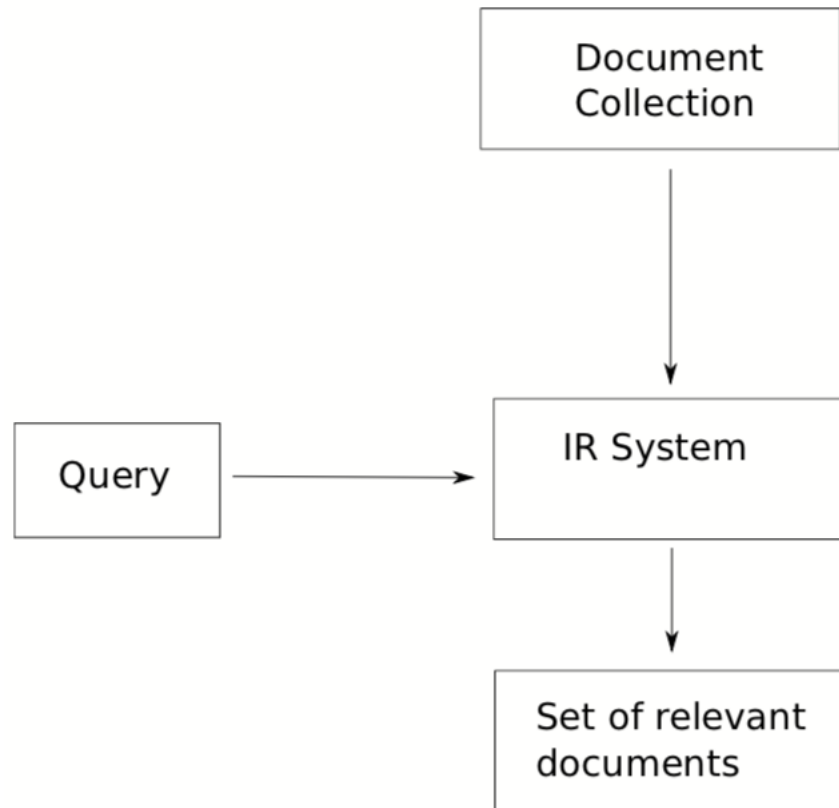 Document
Collection
IR System
Query
Set of relevant
documents